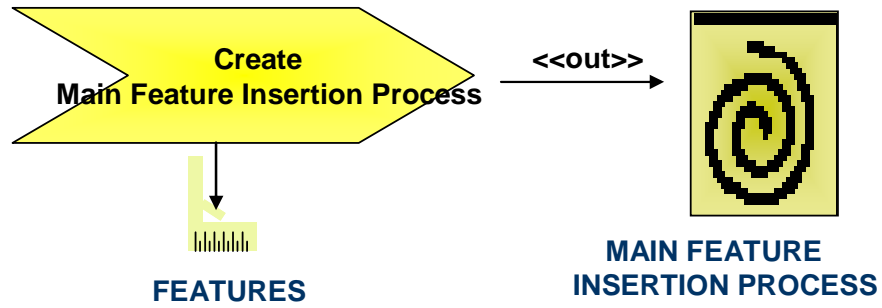 Create
Main Feature Insertion Process
<<out>>
FEATURES
MAIN FEATURE
INSERTION PROCESS